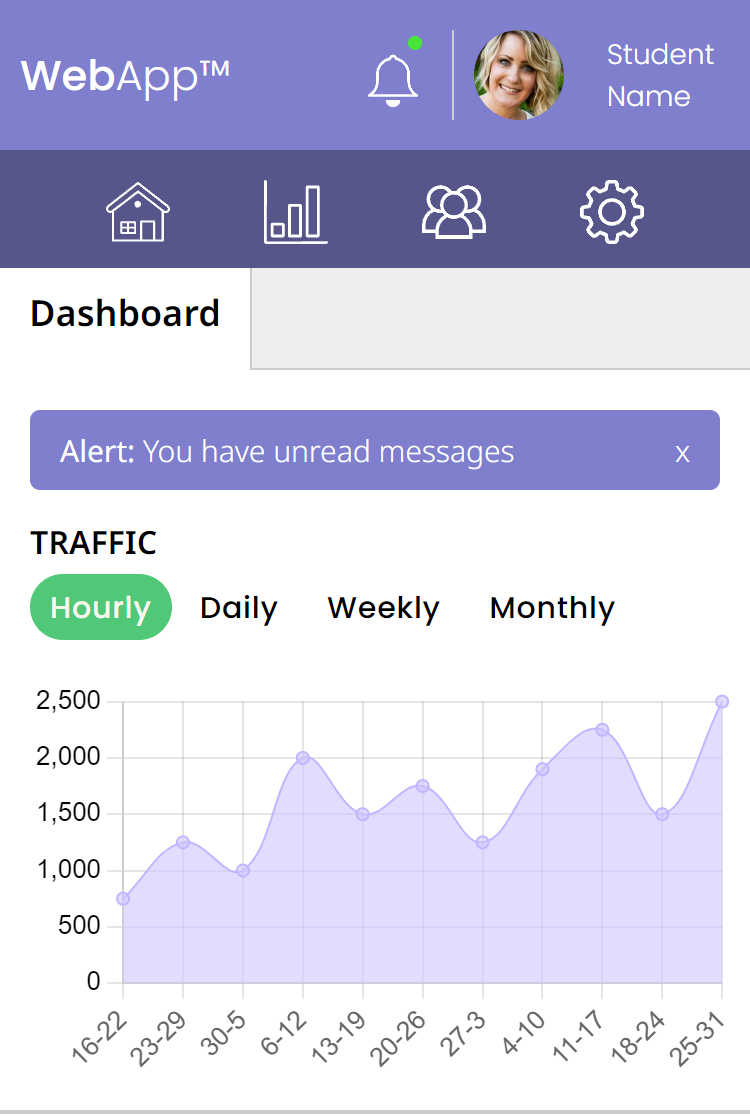 WebApp™
Student
Name
Dashboard
Alert: You have unread messages x
TRAFFIC
Hourly Daily Weekly Monthly
2,500
2,000
1,500
1,000
500
0
16-22 23-29 30-5 6-12 13-19 20-26 27-3 4-10 11-17 18-24 25-31